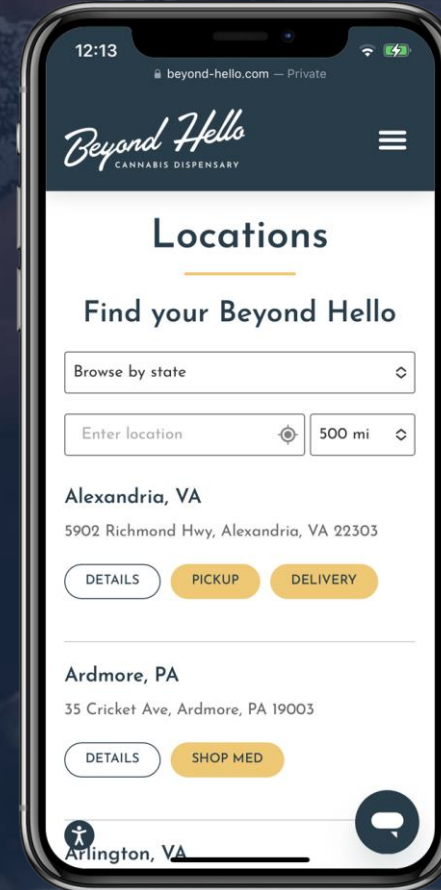 12:13
beyond-hello.com — Private
Beyond Hello
CANNABIS DISPENSARY
Locations
Find your Beyond Hello
Browse by state
Enter location
500 mi
Alexandria, VA
5902 Richmond Hwy, Alexandria, VA 22303
DETAILS PICKUP DELIVERY
Ardmore, PA
35 Cricket Ave, Ardmore, PA 19003
DETAILS SHOP MED
Arlington, VA